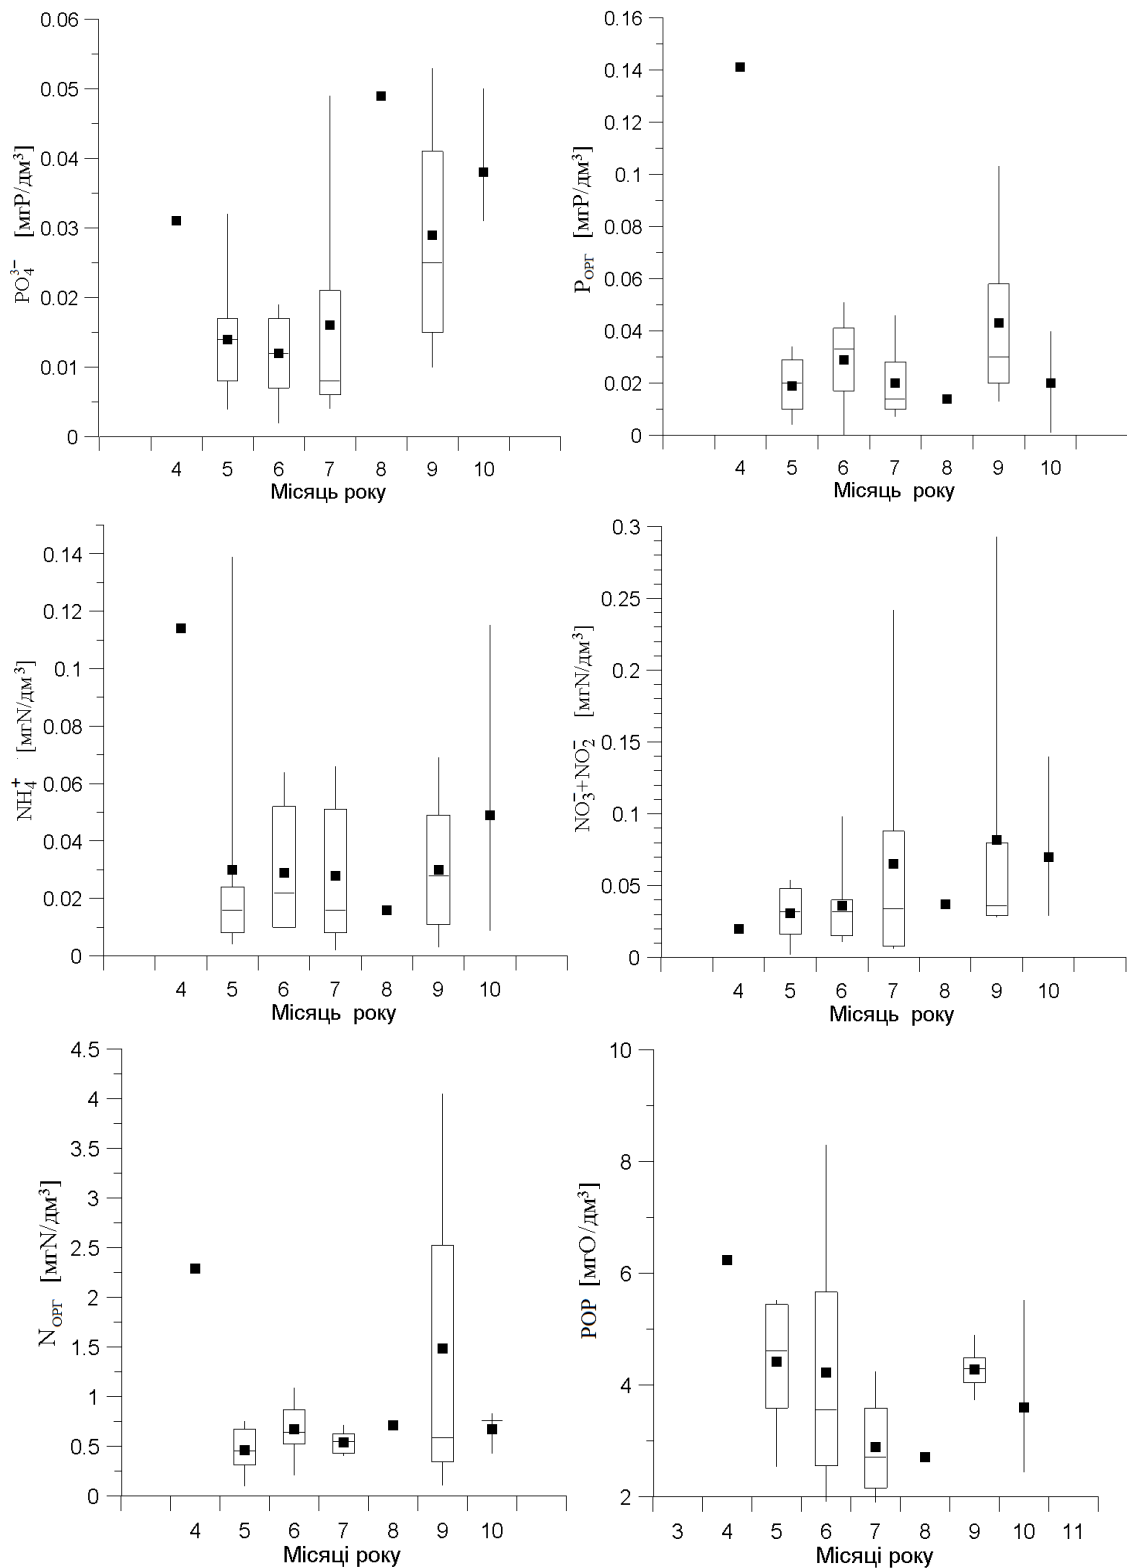 0.06
0.05
0.04
0.03
0.02
0.01
0
PO₄³⁻ [мгP/дм³]
4 5 6 7 8 9 10
Місяць року
0.16
0.14
0.12
0.1
0.08
0.06
0.04
0.02
0
P_ОРГ [мгP/дм³]
4 5 6 7 8 9 10
Місяць року
0.14
0.12
0.1
0.08
0.06
0.04
0.02
0
NH₄⁺ [мгN/дм³]
4 5 6 7 8 9 10
Місяць року
0.3
0.25
0.2
0.15
0.1
0.05
0
NO₃⁻+NO₂⁻ [мгN/дм³]
4 5 6 7 8 9 10
Місяць року
4.5
4
3.5
3
2.5
2
1.5
1
0.5
0
N_ОРГ [мгN/дм³]
4 5 6 7 8 9 10
Місяці року
10
8
6
4
2
РОР [мгО/дм³]
3 4 5 6 7 8 9 10 11
Місяці року